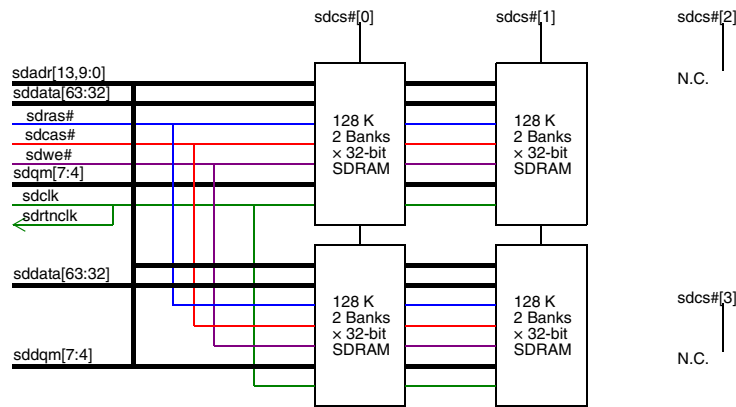 sdcs#[0]
sdcs#[1]
sdcs#[2]
sdadr[13,9:0]
N.C.
sddata[63:32]
sdras#
sdcas#
sdwe#
sdqm[7:4]
sdclk
sdrtnclk
128 K
2 Banks
× 32-bit
SDRAM
128 K
2 Banks
× 32-bit
SDRAM
sddata[63:32]
sddqm[7:4]
128 K
2 Banks
× 32-bit
SDRAM
128 K
2 Banks
× 32-bit
SDRAM
sdcs#[3]
N.C.